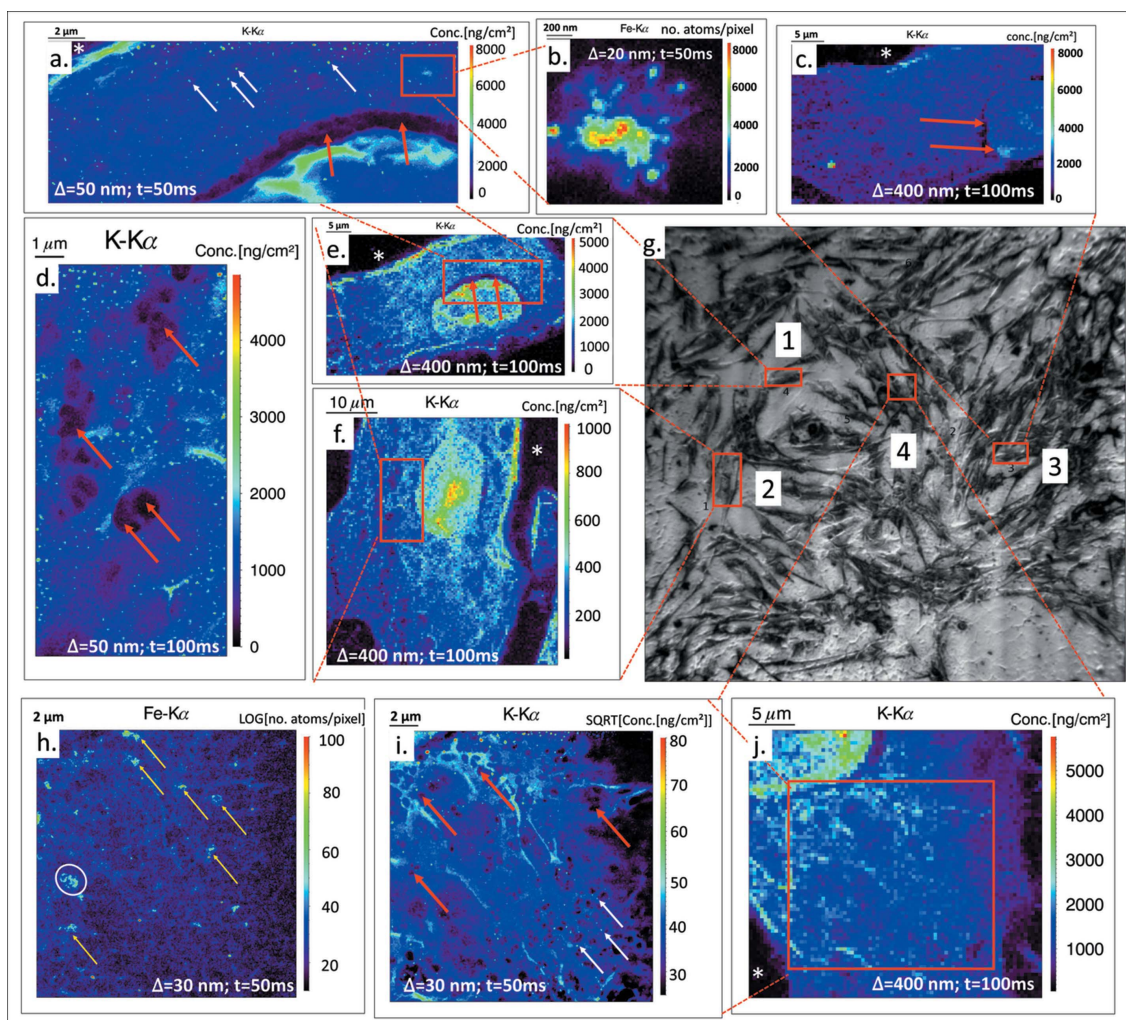 2 µm
K-Kα
Conc.[ng/cm²]
*
a.
8000
6000
4000
2000
0
Δ=50 nm; t=50ms
200 nm
Fe-Kα
no. atoms/pixel
b.
Δ=20 nm; t=50ms
8000
6000
4000
2000
0
5 µm
K-Kα
conc.[ng/cm²]
*
c.
8000
6000
4000
2000
0
Δ=400 nm; t=100ms
1 µm
K-Kα
Conc.[ng/cm²]
d.
4000
3000
2000
1000
0
Δ=50 nm; t=100ms
5 µm
K-Kα
Conc.[ng/cm²]
e.
*
5000
4000
3000
2000
1000
0
Δ=400 nm; t=100ms
10 µm
K-Kα
Conc.[ng/cm²]
f.
*
1000
800
600
400
200
Δ=400 nm; t=100ms
g.
1
4
5
2
4
3
3
2
1
2 µm
Fe-Kα
LOG[no. atoms/pixel]
h.
100
80
60
40
20
Δ=30 nm; t=50ms
2 µm
K-Kα
SQRT[Conc.[ng/cm²]]
i.
80
70
60
50
40
30
Δ=30 nm; t=50ms
5 µm
K-Kα
Conc.[ng/cm²]
j.
5000
4000
3000
2000
1000
*
Δ=400 nm; t=100ms